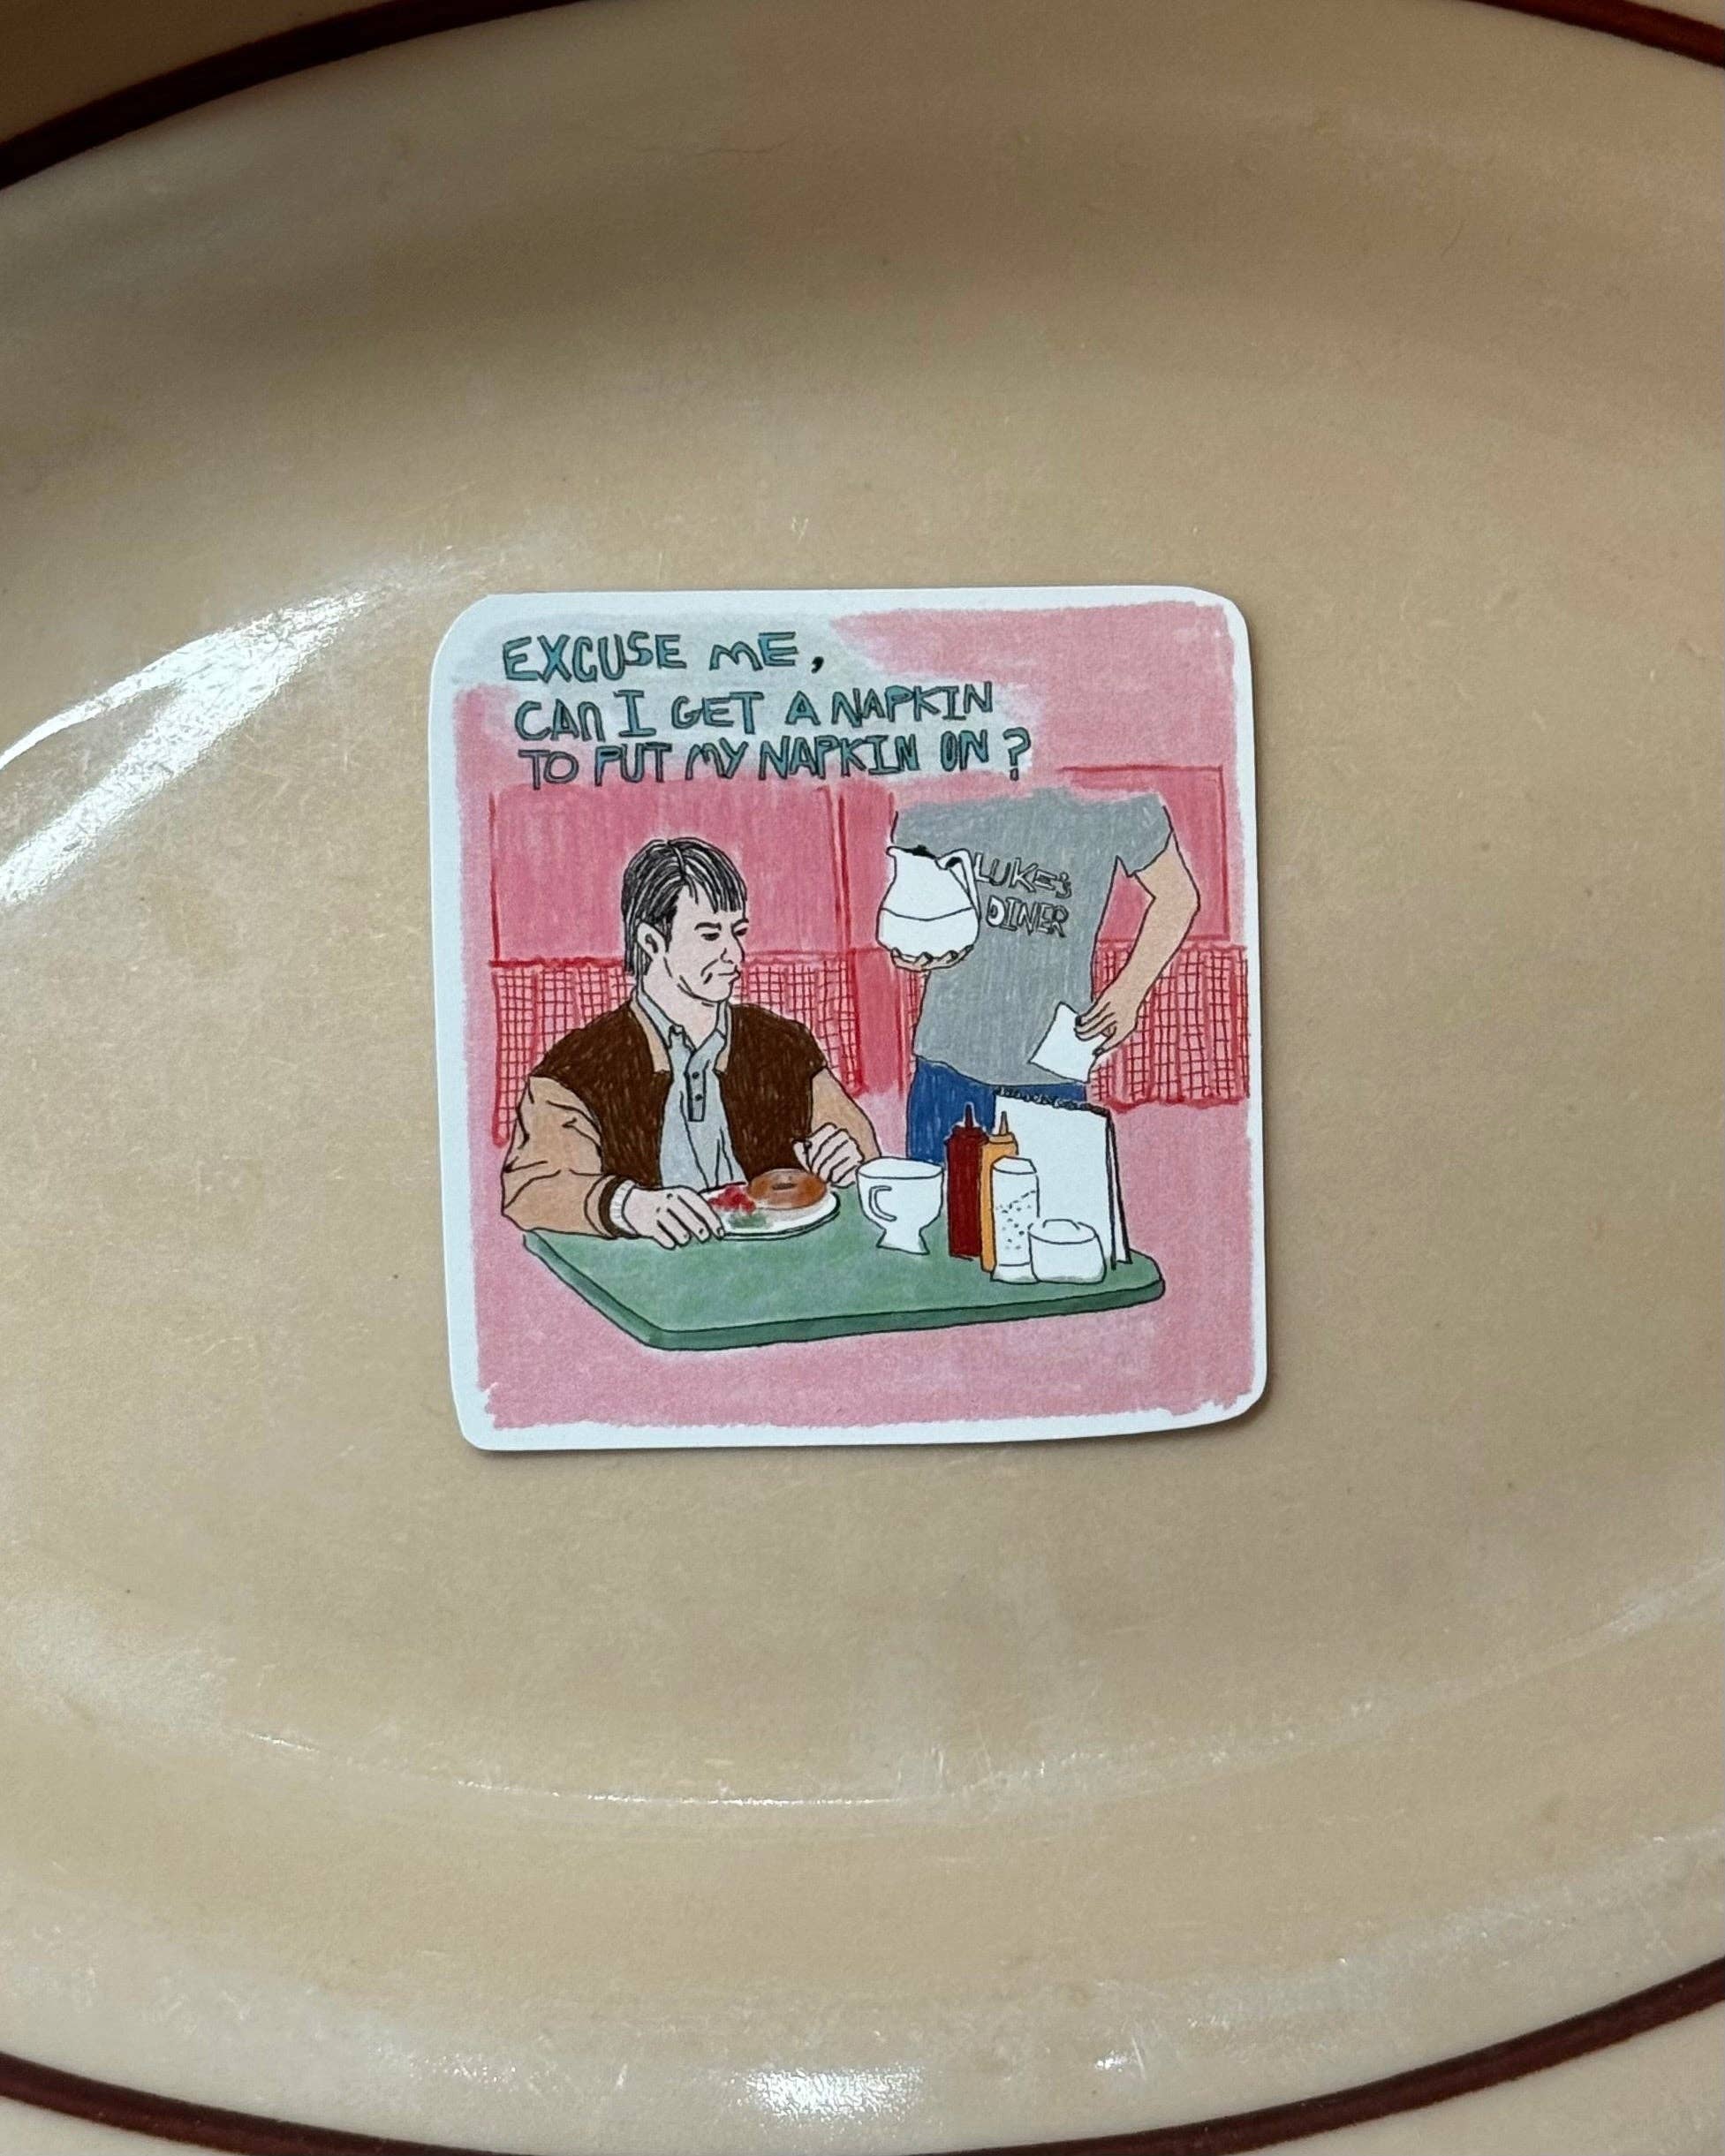 EXCUSE ME,
CAN I GET A NAPKIN
TO PUT MY NAPKIN ON ?
LUKE'S
DINER